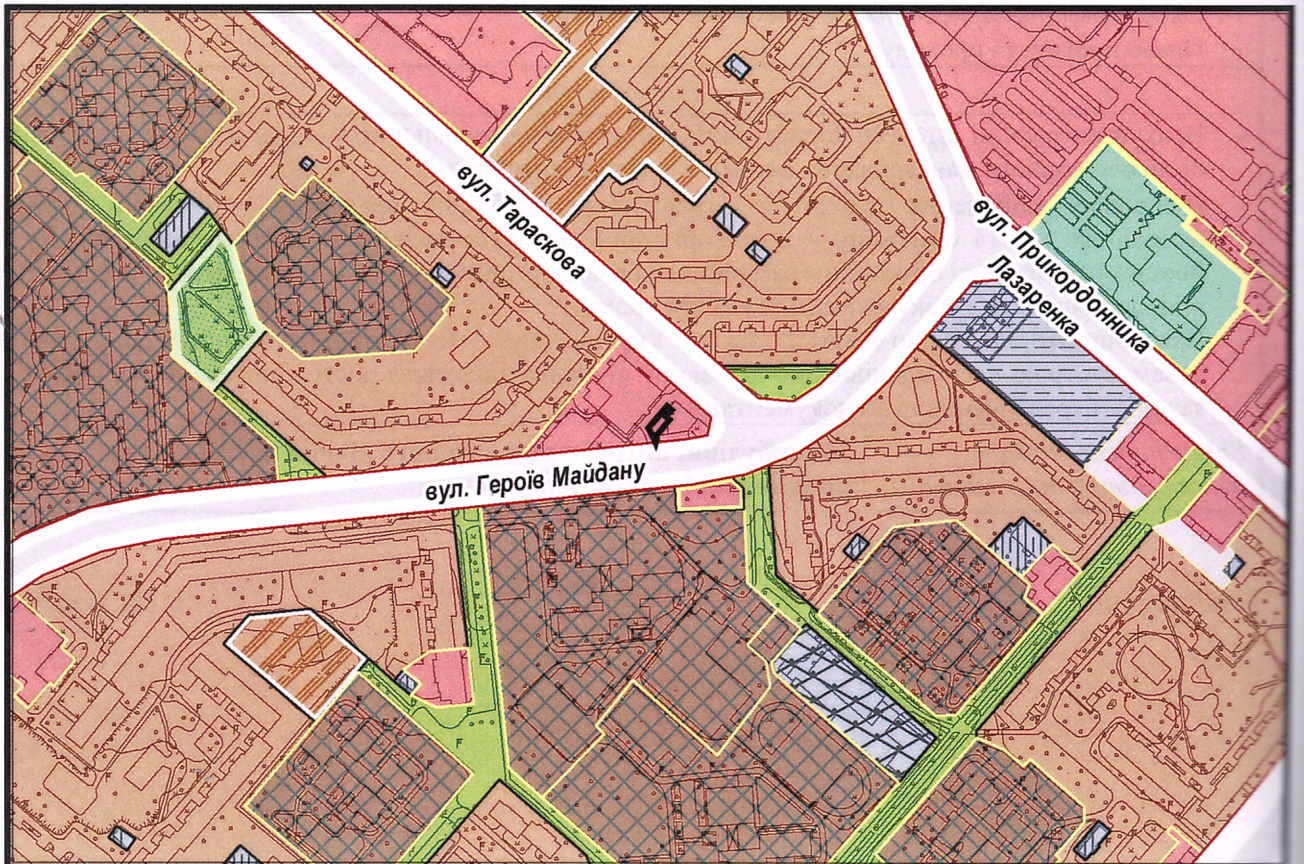 вул. Тараскова
вул. Прикордонника
Лазаренка
вул. Героїв Майдану